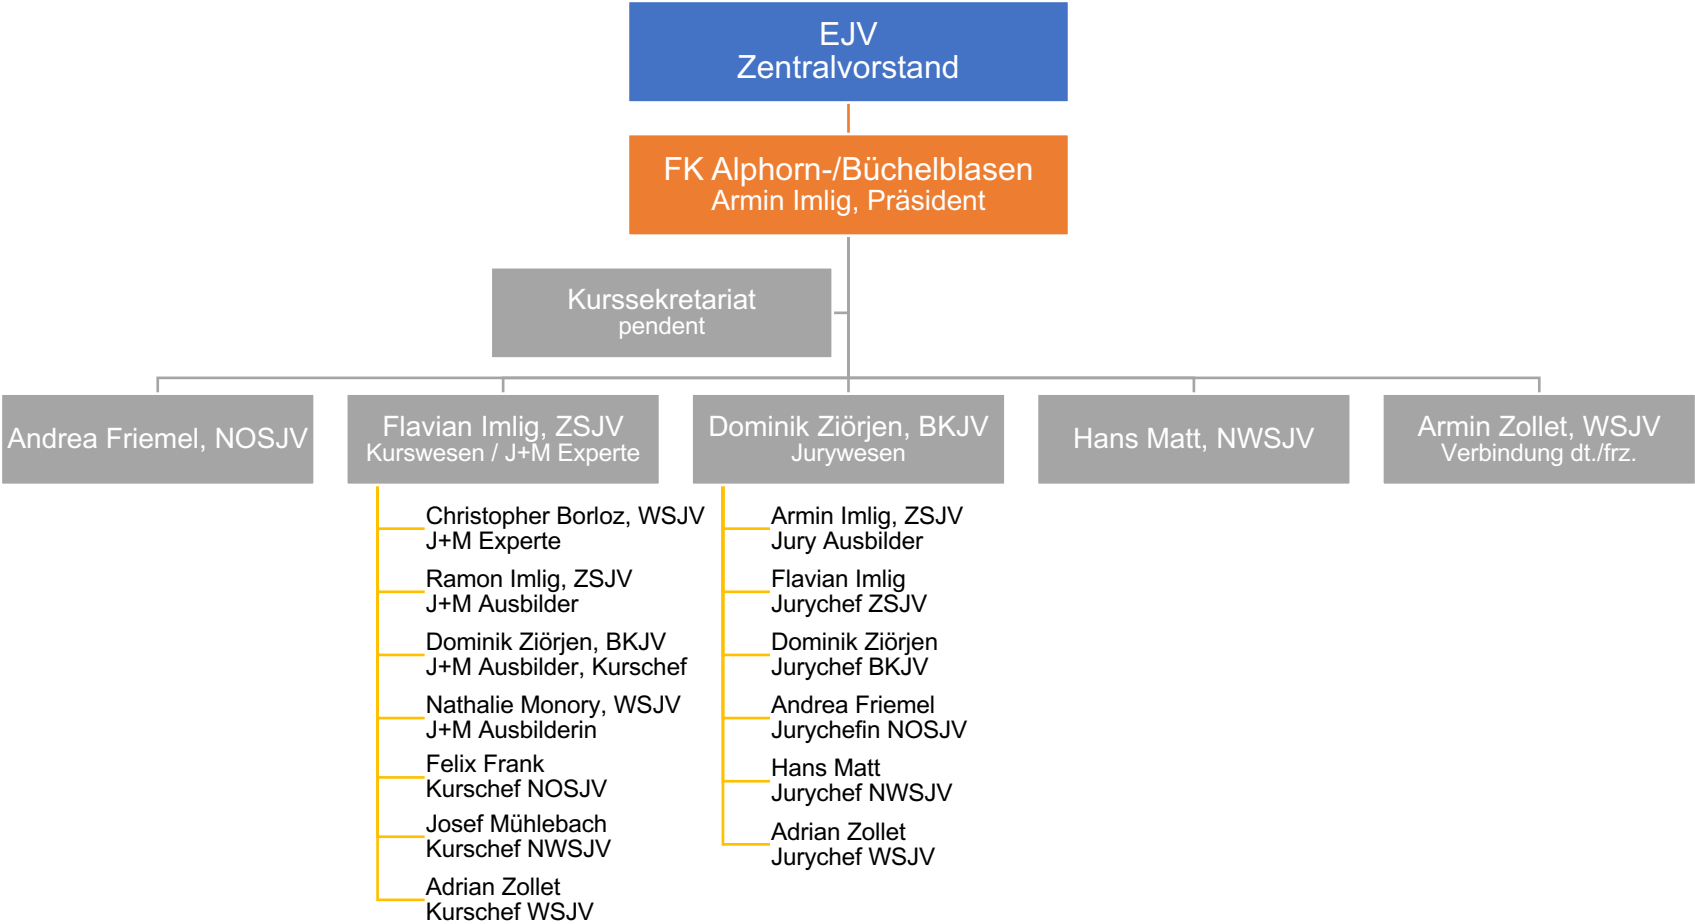 EJV
Zentralvorstand
FK Alphorn-/Büchelblasen
Armin Imlig, Präsident
Kurssekretariat
pendent
Andrea Friemel, NOSJV
Flavian Imlig, ZSJV
Kurswesen / J+M Experte
Dominik Ziörjen, BKJV
Jurywesen
Hans Matt, NWSJV
Armin Zollet, WSJV
Verbindung dt./frz.
Christopher Borloz, WSJV
J+M Experte
Ramon Imlig, ZSJV
J+M Ausbilder
Dominik Ziörjen, BKJV
J+M Ausbilder, Kurschef
Nathalie Monory, WSJV
J+M Ausbilderin
Felix Frank
Kurschef NOSJV
Josef Mühlebach
Kurschef NWSJV
Adrian Zollet
Kurschef WSJV
Armin Imlig, ZSJV
Jury Ausbilder
Flavian Imlig
Jurychef ZSJV
Dominik Ziörjen
Jurychef BKJV
Andrea Friemel
Jurychefin NOSJV
Hans Matt
Jurychef NWSJV
Adrian Zollet
Jurychef WSJV